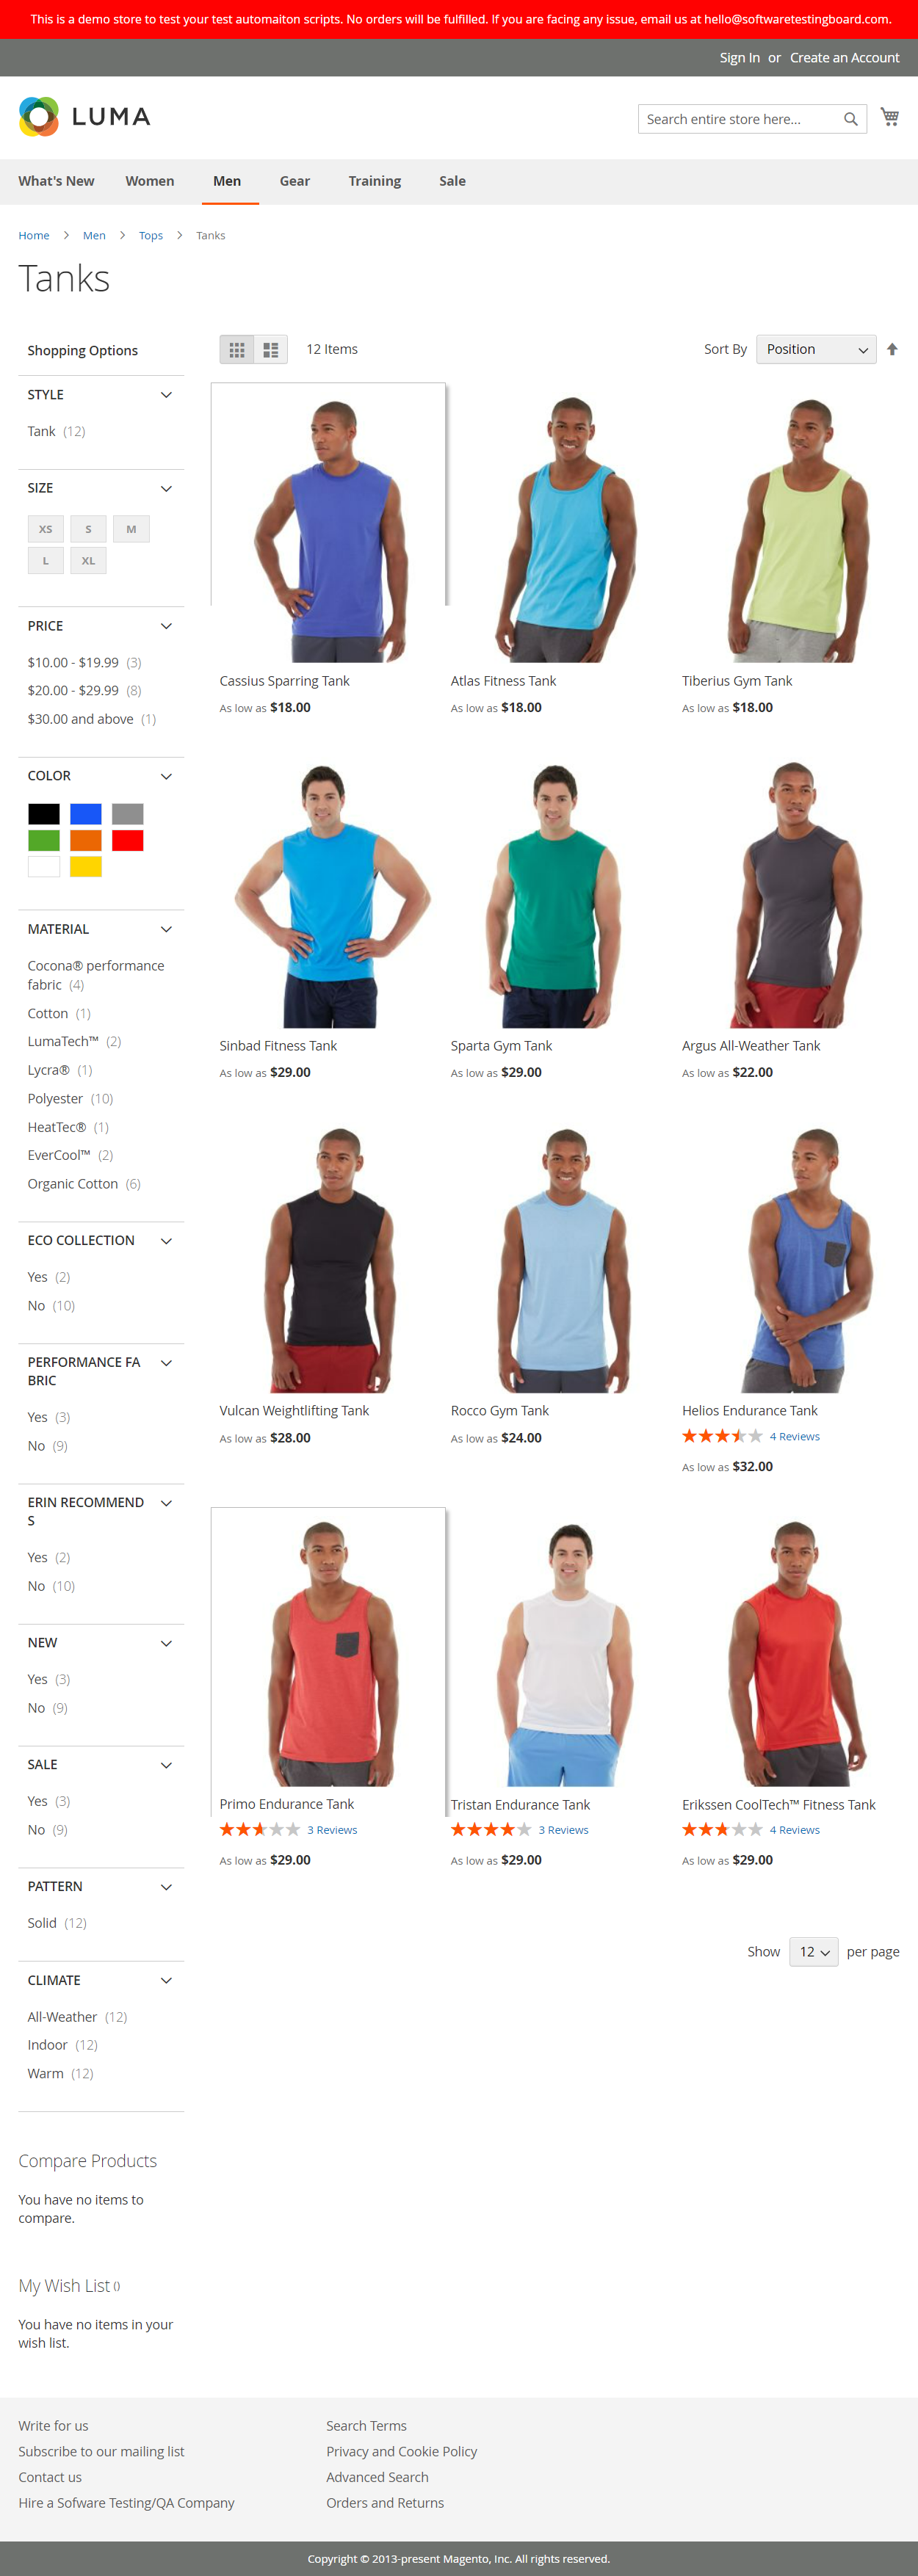 This is a demo store to test your test automaiton scripts. No orders will be fulfilled. If you are facing any issue, email us at hello@softwaretestingboard.com.
Sign In or Create an Account
LUMA
Search entire store here...
What's New Women Men Gear Training Sale
Home > Men > Tops > Tanks
Tanks
Shopping Options
STYLE
Tank (12)
SIZE
XS S M
L XL
PRICE
$10.00 - $19.99 (3)
$20.00 - $29.99 (8)
$30.00 and above (1)
COLOR
MATERIAL
Cocona® performance
fabric (4)
Cotton (1)
LumaTech™ (2)
Lycra® (1)
Polyester (10)
HeatTec® (1)
EverCool™ (2)
Organic Cotton (6)
ECO COLLECTION
Yes (2)
No (10)
PERFORMANCE FA
BRIC
Yes (3)
No (9)
ERIN RECOMMEND
S
Yes (2)
No (10)
NEW
Yes (3)
No (9)
SALE
Yes (3)
No (9)
PATTERN
Solid (12)
CLIMATE
All-Weather (12)
Indoor (12)
Warm (12)
Compare Products
You have no items to
compare.
My Wish List ()
You have no items in your
wish list.
12 Items
Sort By Position
Cassius Sparring Tank
As low as $18.00
Atlas Fitness Tank
As low as $18.00
Tiberius Gym Tank
As low as $18.00
Sinbad Fitness Tank
As low as $29.00
Sparta Gym Tank
As low as $29.00
Argus All-Weather Tank
As low as $22.00
Vulcan Weightlifting Tank
As low as $28.00
Rocco Gym Tank
As low as $24.00
Helios Endurance Tank
4 Reviews
As low as $32.00
Primo Endurance Tank
3 Reviews
As low as $29.00
Tristan Endurance Tank
3 Reviews
As low as $29.00
Erikssen CoolTech™ Fitness Tank
4 Reviews
As low as $29.00
Show 12 per page
Write for us
Subscribe to our mailing list
Contact us
Hire a Sofware Testing/QA Company
Search Terms
Privacy and Cookie Policy
Advanced Search
Orders and Returns
Copyright © 2013-present Magento, Inc. All rights reserved.